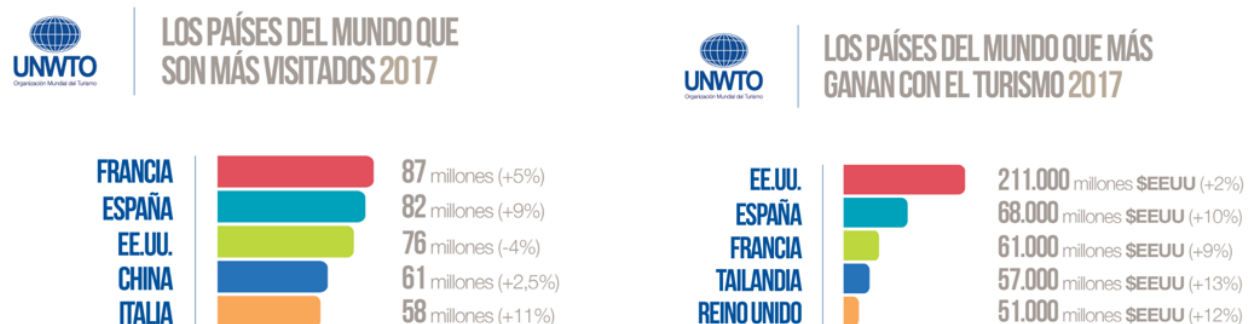 UNWTO
Organización Mundial del Turismo
LOS PAÍSES DEL MUNDO QUE
SON MÁS VISITADOS 2017
FRANCIA 87 millones (+5%)
ESPAÑA 82 millones (+9%)
EE.UU. 76 millones (-4%)
CHINA 61 millones (+2,5%)
ITALIA 58 millones (+11%)
UNWTO
Organización Mundial del Turismo
LOS PAÍSES DEL MUNDO QUE MÁS
GANAN CON EL TURISMO 2017
EE.UU. 211.000 millones $EEUU (+2%)
ESPAÑA 68.000 millones $EEUU (+10%)
FRANCIA 61.000 millones $EEUU (+9%)
TAILANDIA 57.000 millones $EEUU (+13%)
REINO UNIDO 51.000 millones $EEUU (+12%)